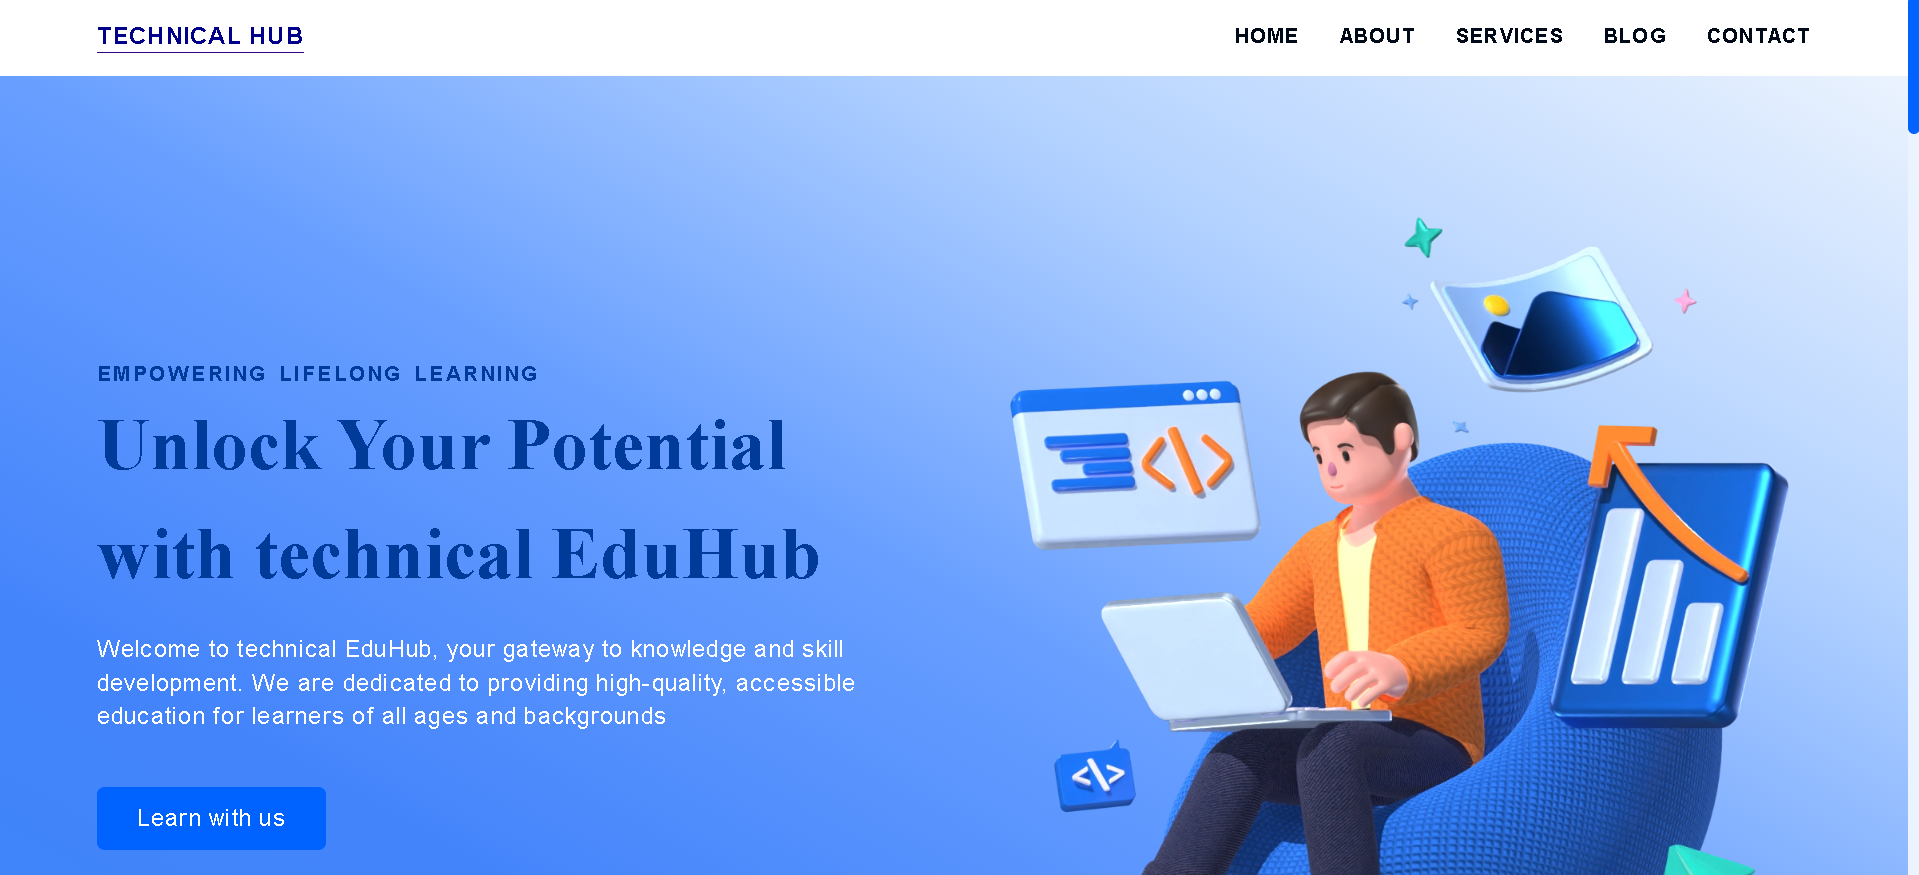 TECHNICAL HUB
HOME ABOUT SERVICES BLOG CONTACT
EMPOWERING LIFELONG LEARNING
Unlock Your Potential
with technical EduHub
Welcome to technical EduHub, your gateway to knowledge and skill
development. We are dedicated to providing high-quality, accessible
education for learners of all ages and backgrounds
Learn with us